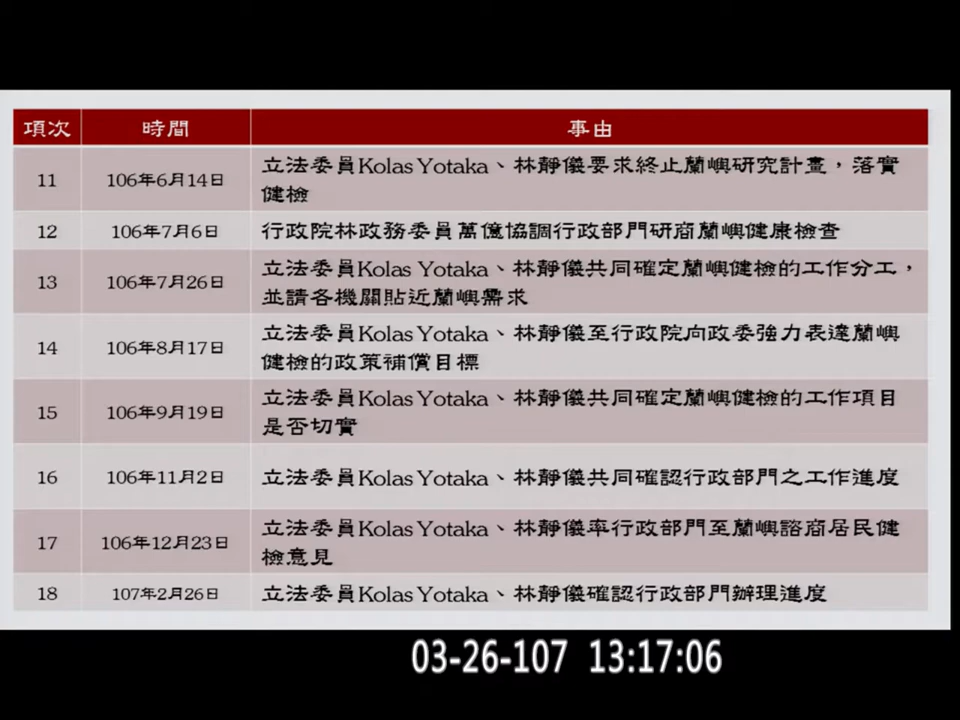 項次 時間 事由
11 106年6月14日 立法委員Kolas Yotaka、林靜儀要求終止蘭嶼研究計畫，落實
健檢
12 106年7月6日 行政院林政務委員萬億協調行政部門研商蘭嶼健康檢查
13 106年7月26日 立法委員Kolas Yotaka、林靜儀共同確定蘭嶼健檢的工作分工，
並請各機關貼近蘭嶼需求
14 106年8月17日 立法委員Kolas Yotaka、林靜儀至行政院向政委強力表達蘭嶼
健檢的政策補償目標
15 106年9月19日 立法委員Kolas Yotaka、林靜儀共同確定蘭嶼健檢的工作項目
是否切實
16 106年11月2日 立法委員Kolas Yotaka、林靜儀共同確認行政部門之工作進度
17 106年12月23日 立法委員Kolas Yotaka、林靜儀率行政部門至蘭嶼諮商居民健
檢意見
18 107年2月26日 立法委員Kolas Yotaka、林靜儀確認行政部門辦理進度
03-26-107 13:17:06